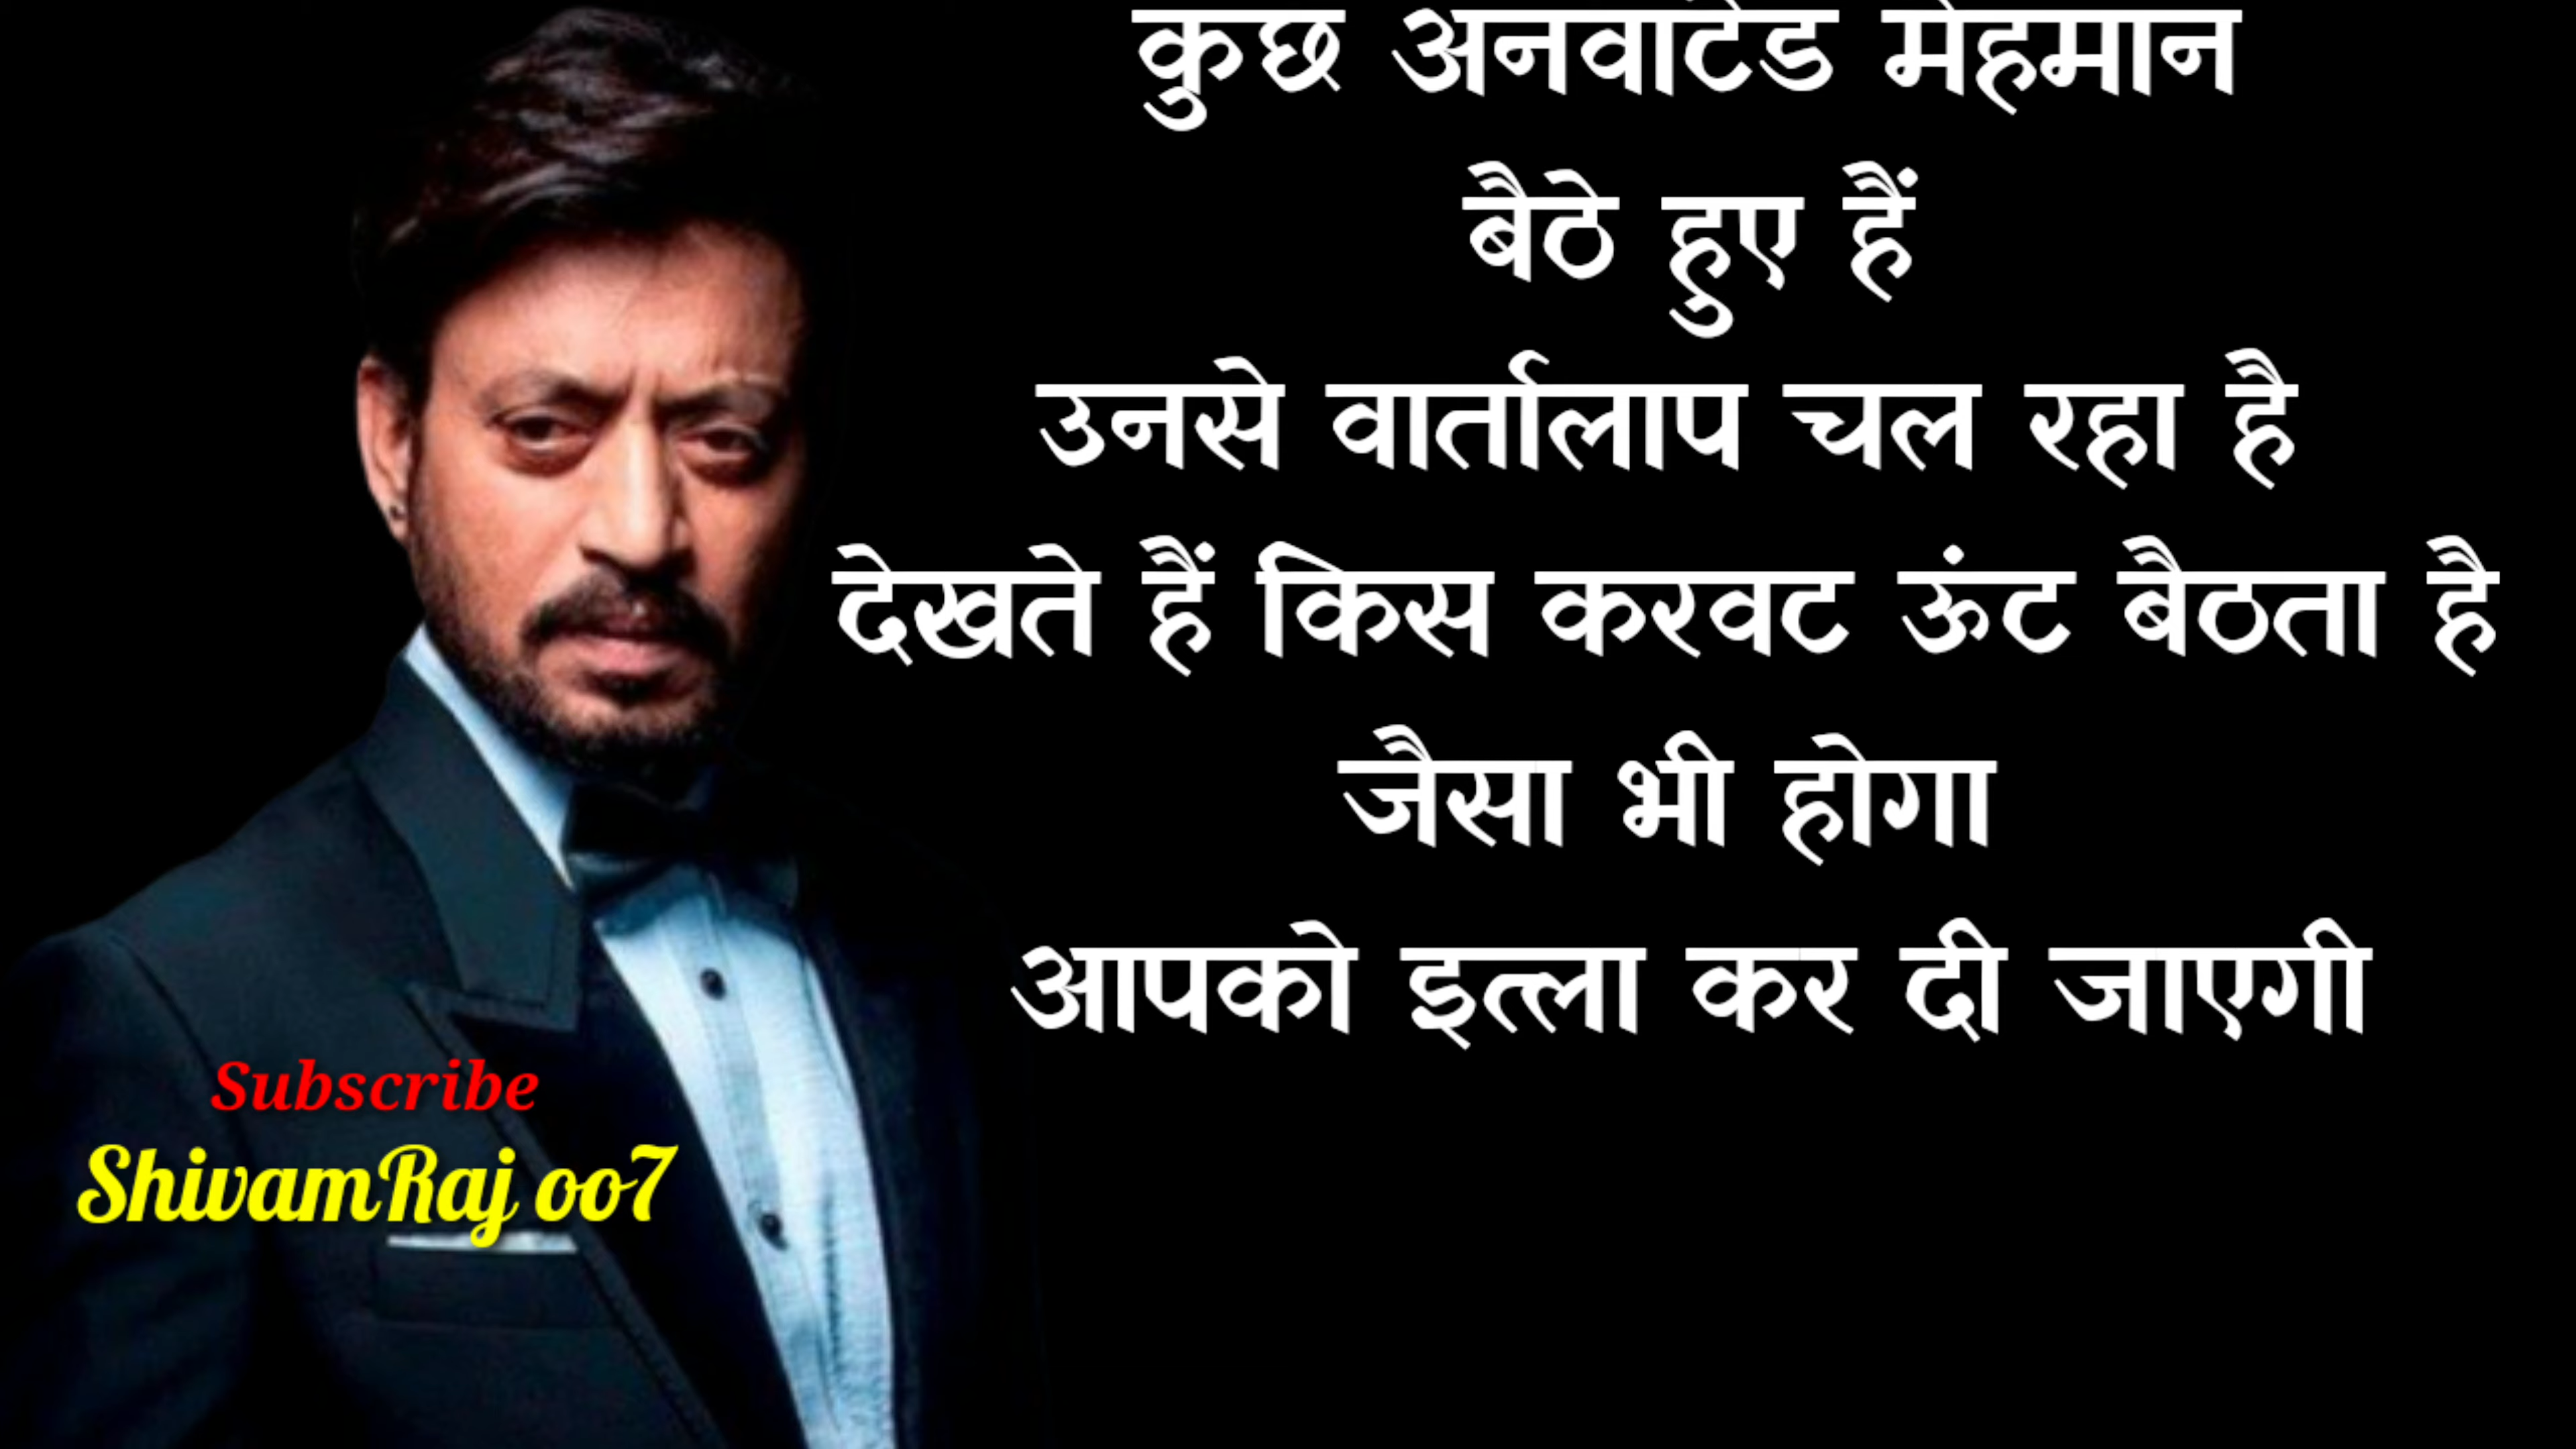 कुछ अनवांटेड मेहमान
बैठे हुए हैं
उनसे वार्तालाप चल रहा है
देखते हैं किस करवट ऊंट बैठता है
जैसा भी होगा
आपको इत्ला कर दी जाएगी
Subscribe
ShivamRaj 007